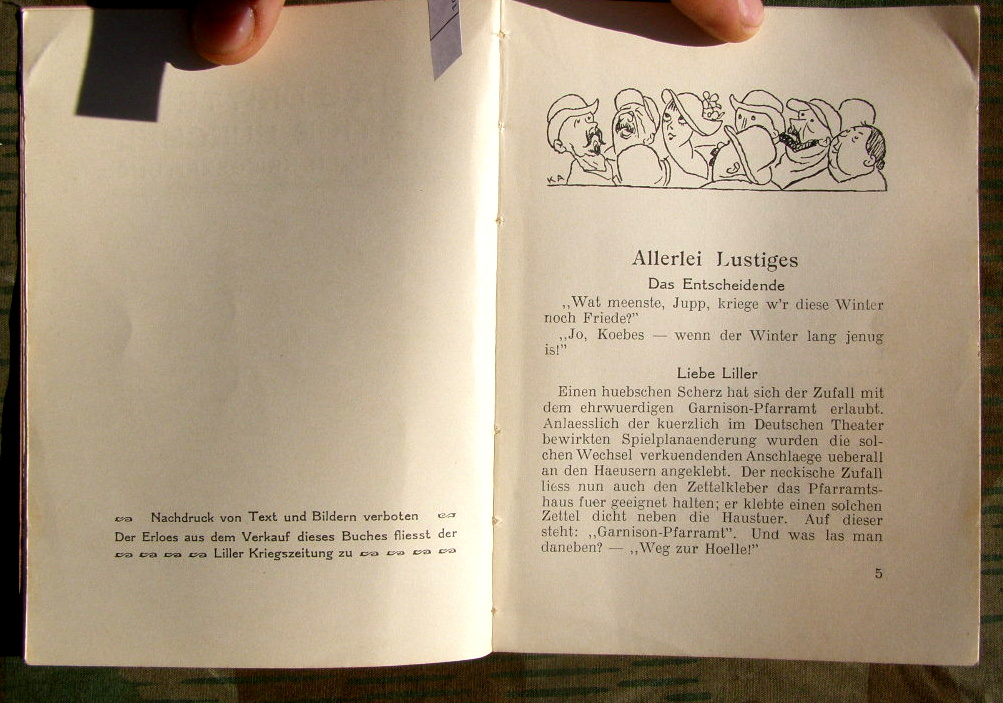 Nachdruck von Text und Bildern verboten
Der Erloes aus dem Verkauf dieses Buches fliesst der
Liller Kriegszeitung zu
KA
Allerlei Lustiges
Das Entscheidende
,,Wat meenste, Jupp, kriege w'r diese Winter
noch Friede?"
,,Jo, Koebes — wenn der Winter lang jenug
is!"
Liebe Liller
Einen huebschen Scherz hat sich der Zufall mit
dem ehrwuerdigen Garnison-Pfarramt erlaubt.
Anlaesslich der kuerzlich im Deutschen Theater
bewirkten Spielplanaenderung wurden die sol-
chen Wechsel verkuendenden Anschlaege ueberall
an den Haeusern angeklebt. Der neckische Zufall
liess nun auch den Zettelkleber das Pfarramts-
haus fuer geeignet halten; er klebte einen solchen
Zettel dicht neben die Haustuer. Auf dieser
steht: ,,Garnison-Pfarramt". Und was las man
daneben? — ,,Weg zur Hoelle!"
5